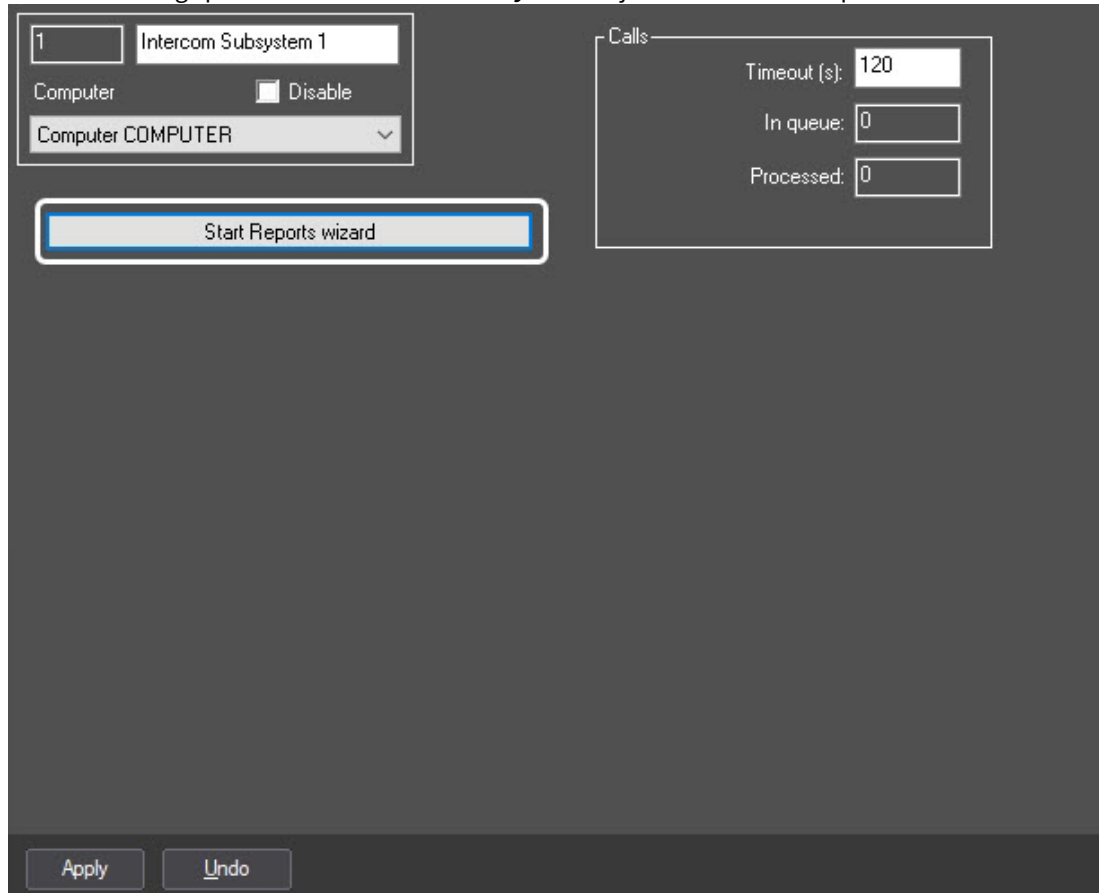 1
Intercom Subsystem 1
Computer
Disable
Computer COMPUTER
Start Reports wizard
Calls
Timeout (s): 120
In queue: 0
Processed: 0
Apply
Undo